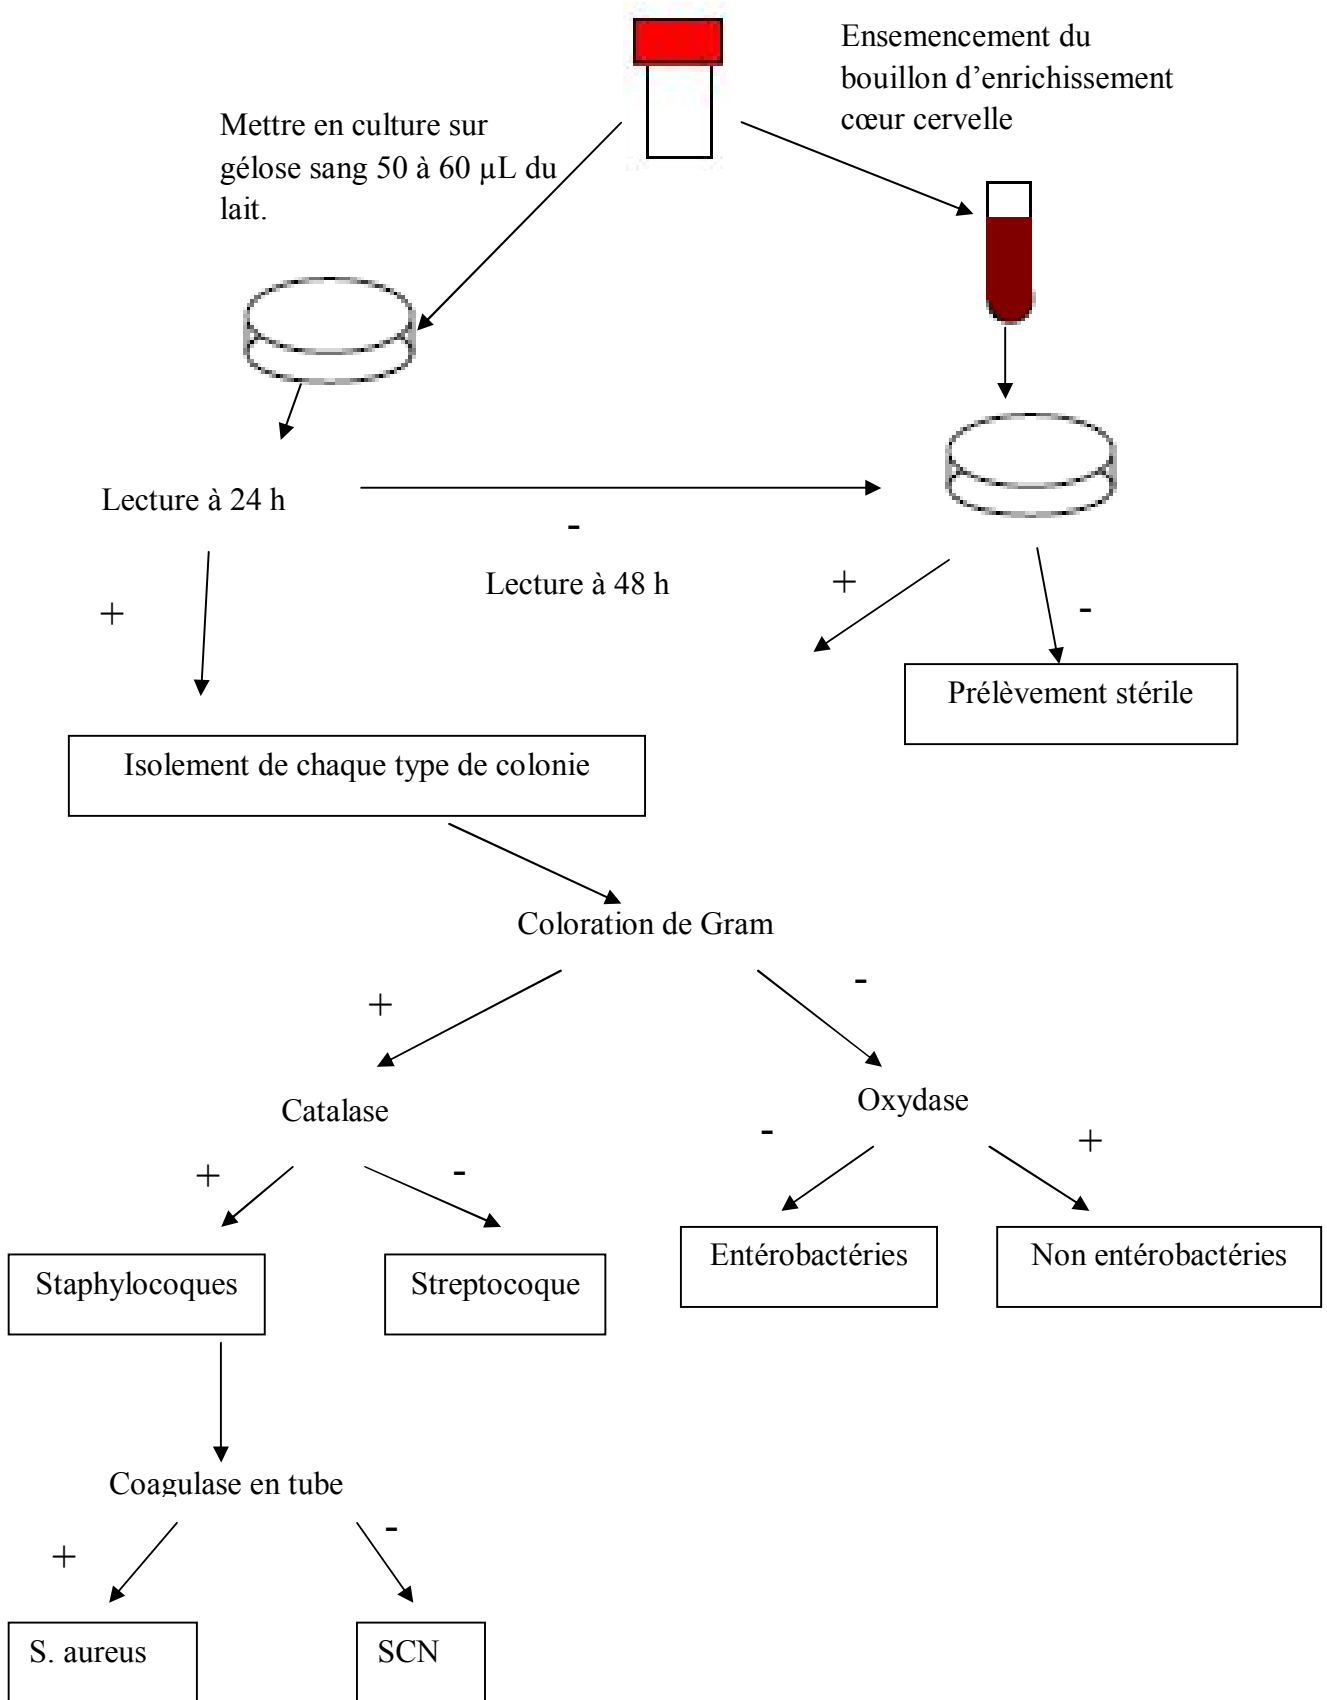 Ensemencement du
bouillon d’enrichissement
cœur cervelle
Mettre en culture sur
gélose sang 50 à 60 µL du
lait.
Lecture à 24 h
-
Lecture à 48 h
+
+
-
Prélèvement stérile
Isolement de chaque type de colonie
Coloration de Gram
+
-
Catalase
Oxydase
+
-
-
+
Staphylocoques
Streptocoque
Entérobactéries
Non entérobactéries
Coagulase en tube
+
-
S. aureus
SCN